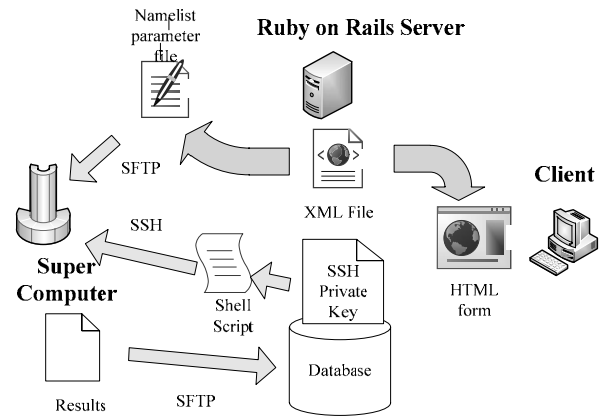 Namelist
parameter
file
Ruby on Rails Server
SFTP
XML File
Client
SSH
Super
Computer
Shell
Script
SSH
Private
Key
HTML
form
Database
Results
SFTP